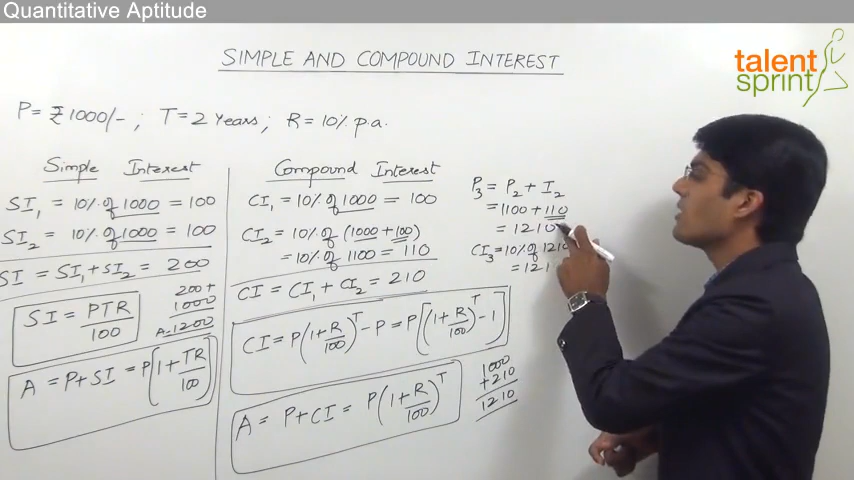 Quantitative Aptitude
talent
sprint
SIMPLE AND COMPOUND INTEREST
P = ₹1000/- ; T = 2 Years; R = 10% p.a.
Simple Interest
SI₁ = 10% of 1000 = 100
SI₂ = 10% of 1000 = 100
SI = SI₁ + SI₂ = 200
SI = PTR/100
200+
1000
A=1200
A = P+SI = P[1+TR/100]
Compound Interest
CI₁ = 10% of 1000 = 100
CI₂ = 10% of (1000+100)
= 10% of 1100 = 110
CI = CI₁ + CI₂ = 210
CI = P(1+R/100)ᵀ - P = P[(1+R/100)ᵀ - 1]
A = P+CI = P(1+R/100)ᵀ
1000
+210
1210
P₃ = P₂ + I₂
= 1100 + 110
= 1210
CI₃ = 10% of 1210
= 121